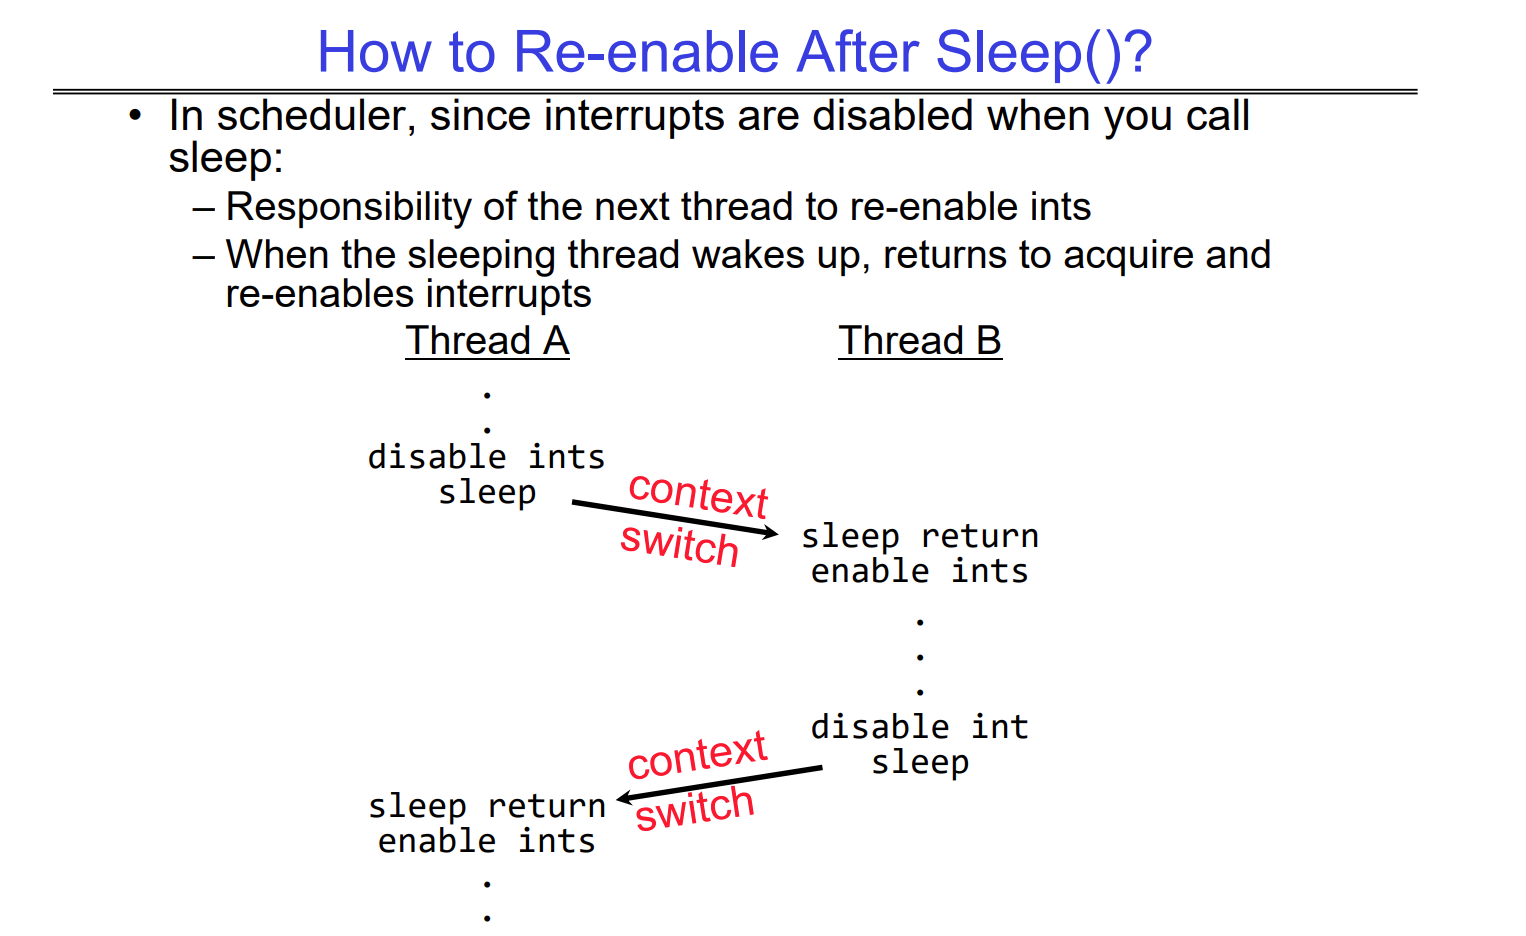 How to Re-enable After Sleep()?
• In scheduler, since interrupts are disabled when you call
sleep:
– Responsibility of the next thread to re-enable ints
– When the sleeping thread wakes up, returns to acquire and
re-enables interrupts
Thread A
Thread B
.
.
disable ints
sleep
context
switch
sleep return
enable ints
.
.
.
disable int
sleep
context
switch
sleep return
enable ints
.
.